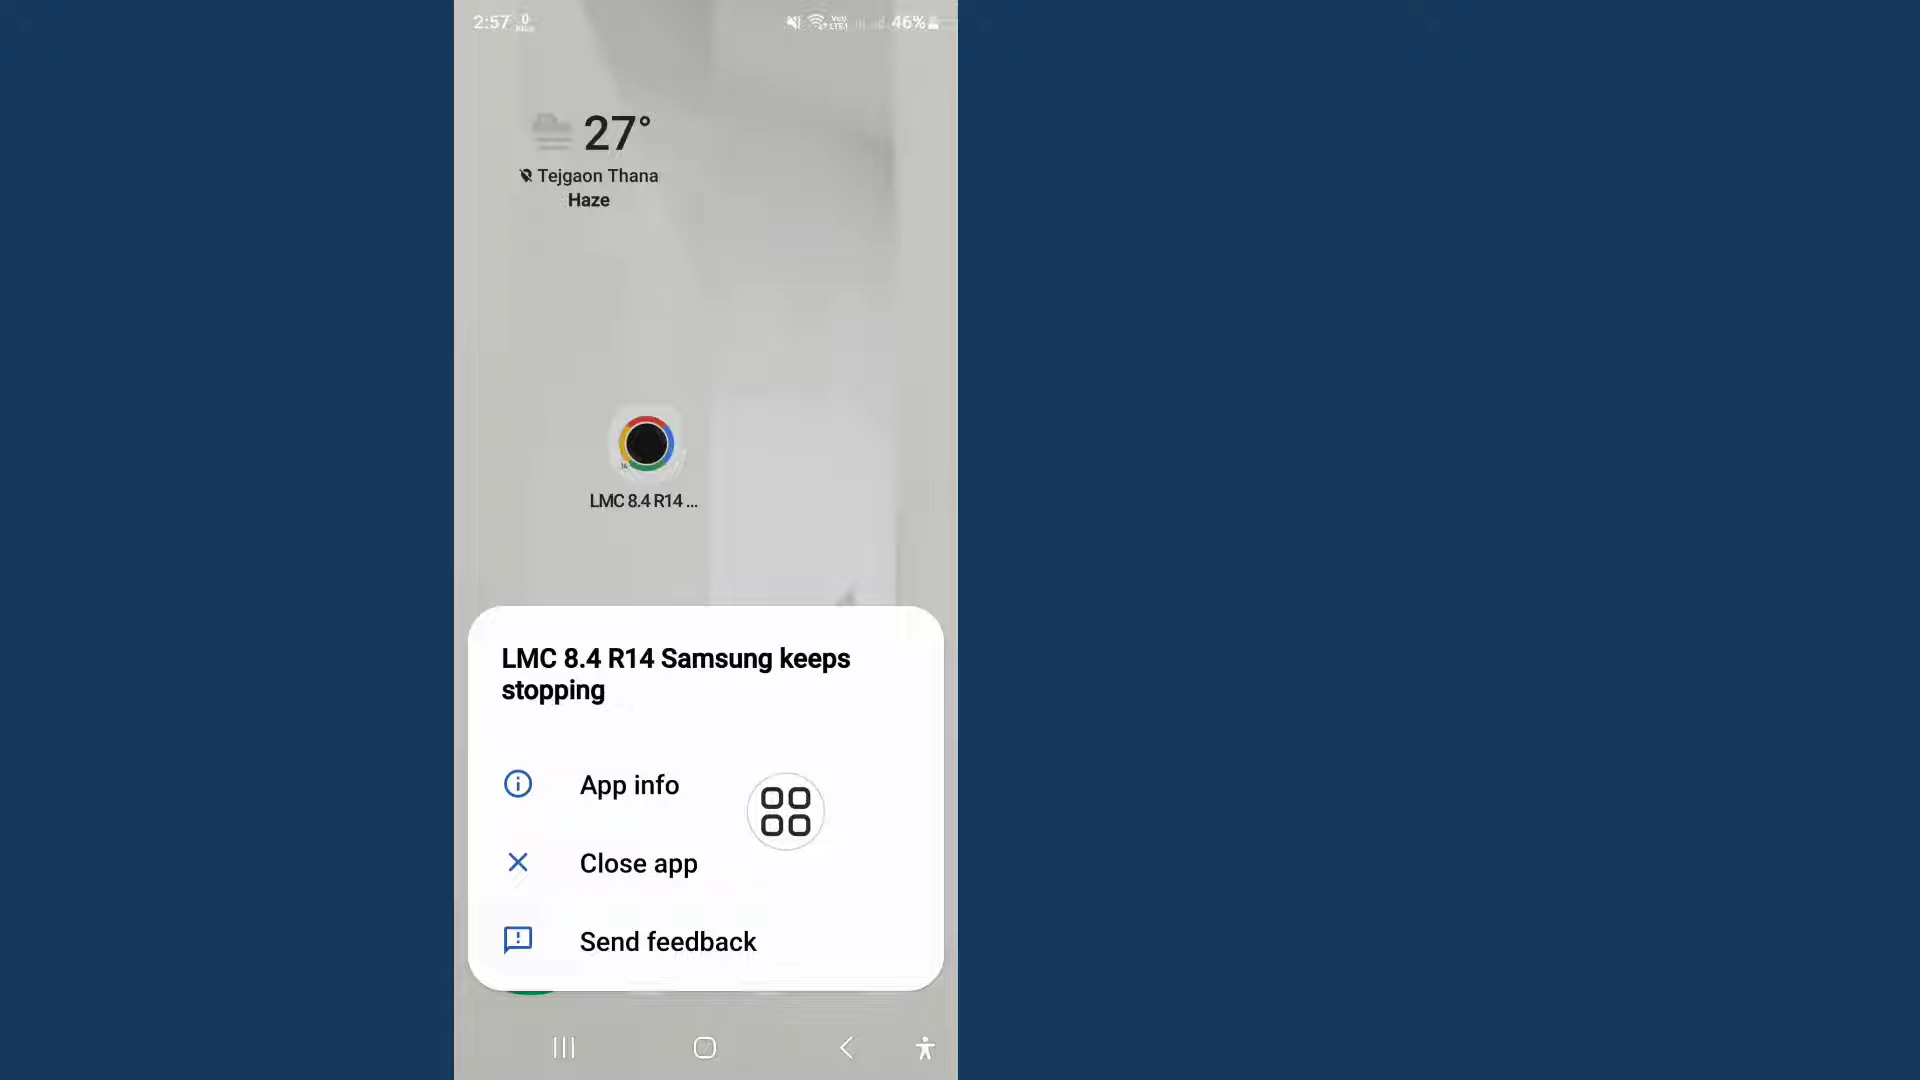 2:57 0
46%
27°
Tejgaon Thana
Haze
LMC 8.4 R14 ...
LMC 8.4 R14 Samsung keeps
stopping
App info
Close app
Send feedback